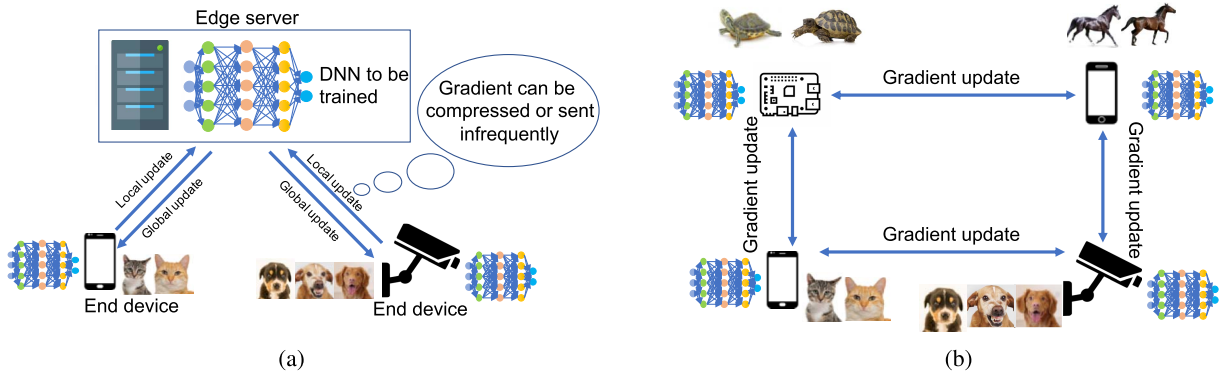 Edge server
DNN to be
trained
Gradient can be
compressed or sent
infrequently
Local update
Global update
Local update
Global update
End device
End device
(a)
Gradient update
Gradient update
Gradient update
Gradient update
(b)